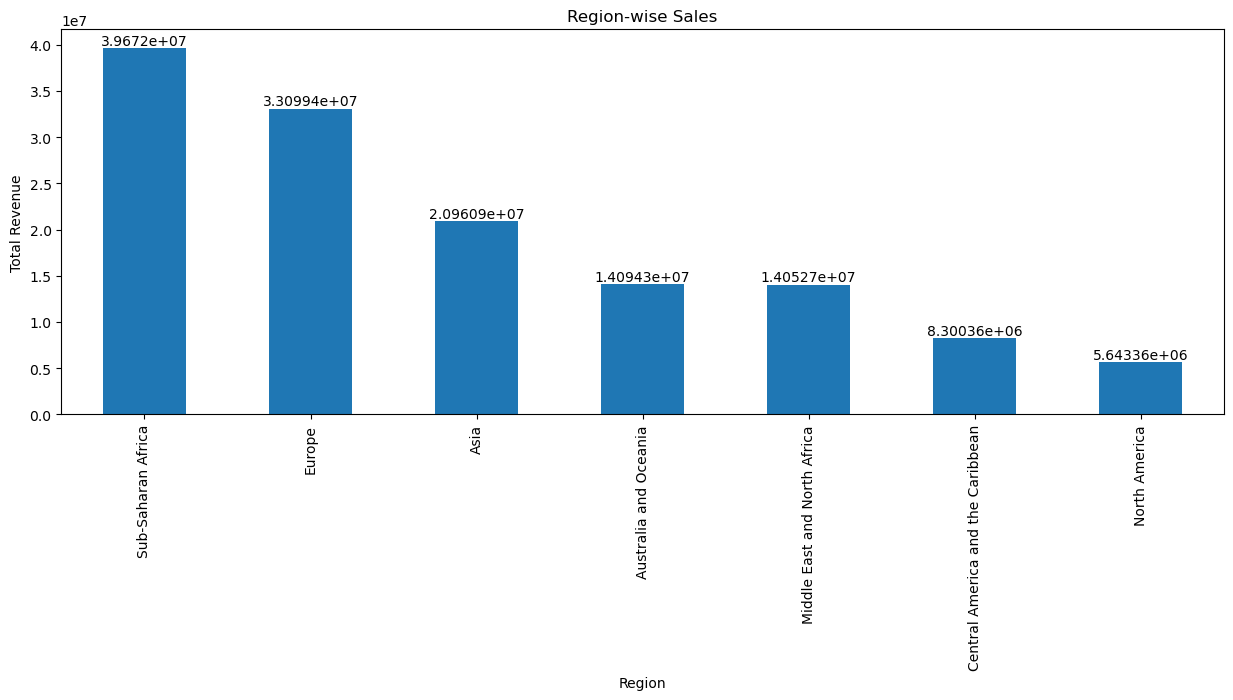 Region-wise Sales
1e7
4.0
3.5
3.0
2.5
2.0
1.5
1.0
0.5
0.0
Total Revenue
3.9672e+07
3.30994e+07
2.09609e+07
1.40943e+07
1.40527e+07
8.30036e+06
5.64336e+06
Sub-Saharan Africa
Europe
Asia
Australia and Oceania
Middle East and North Africa
Central America and the Caribbean
North America
Region